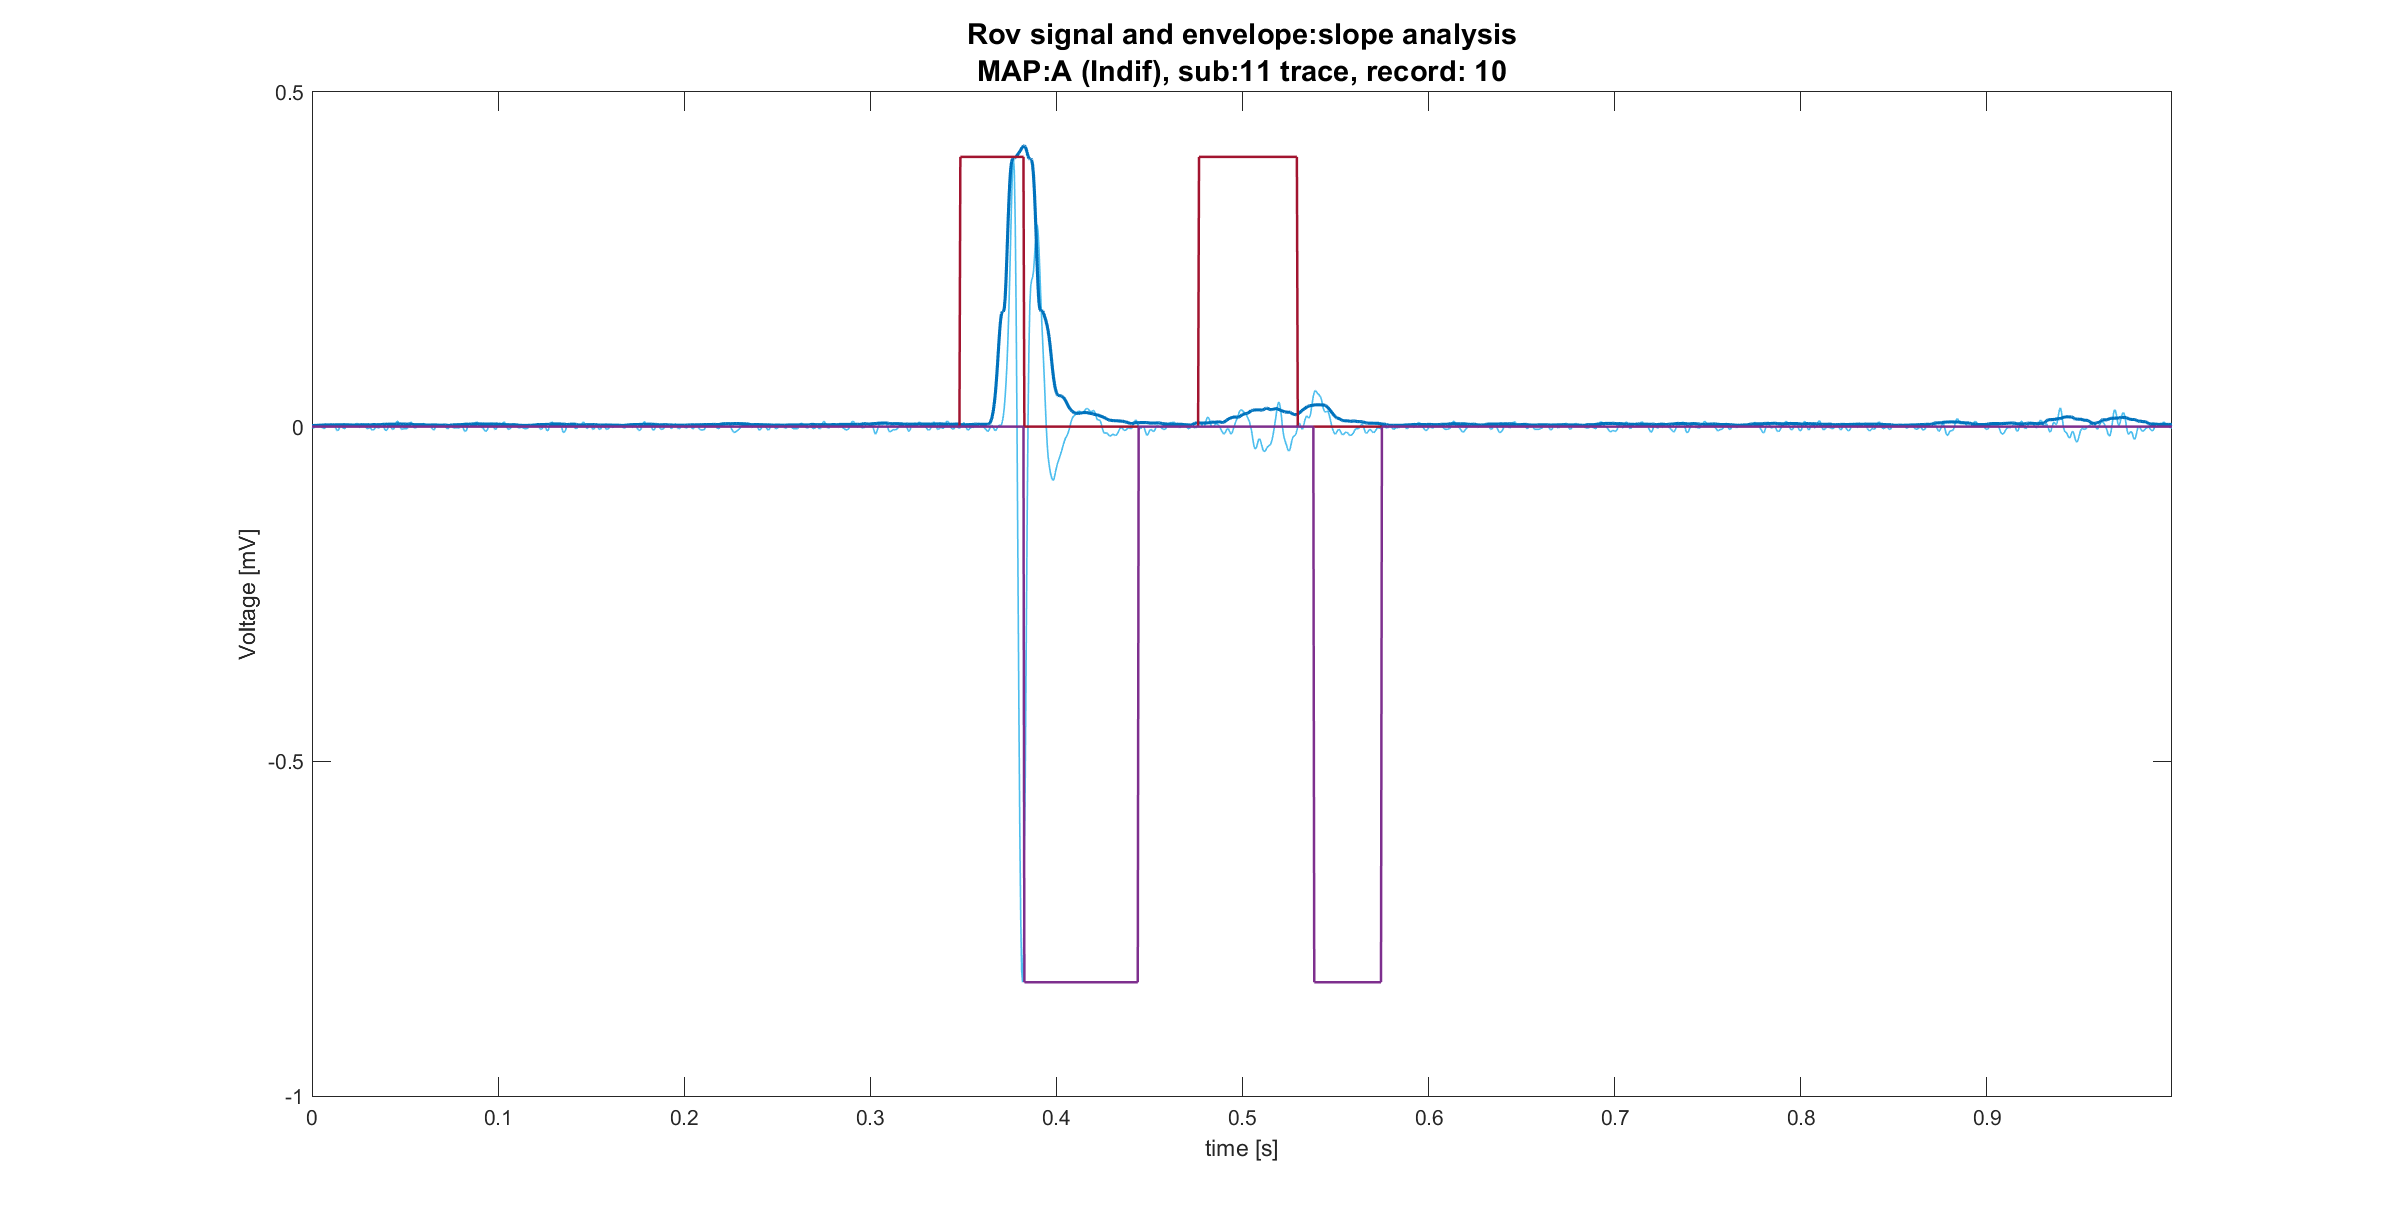 Rov signal and envelope:slope analysis
MAP:A (Indif), sub:11 trace, record: 10
0.5
0
-0.5
-1
Voltage [mV]
0 0.1 0.2 0.3 0.4 0.5 0.6 0.7 0.8 0.9
time [s]